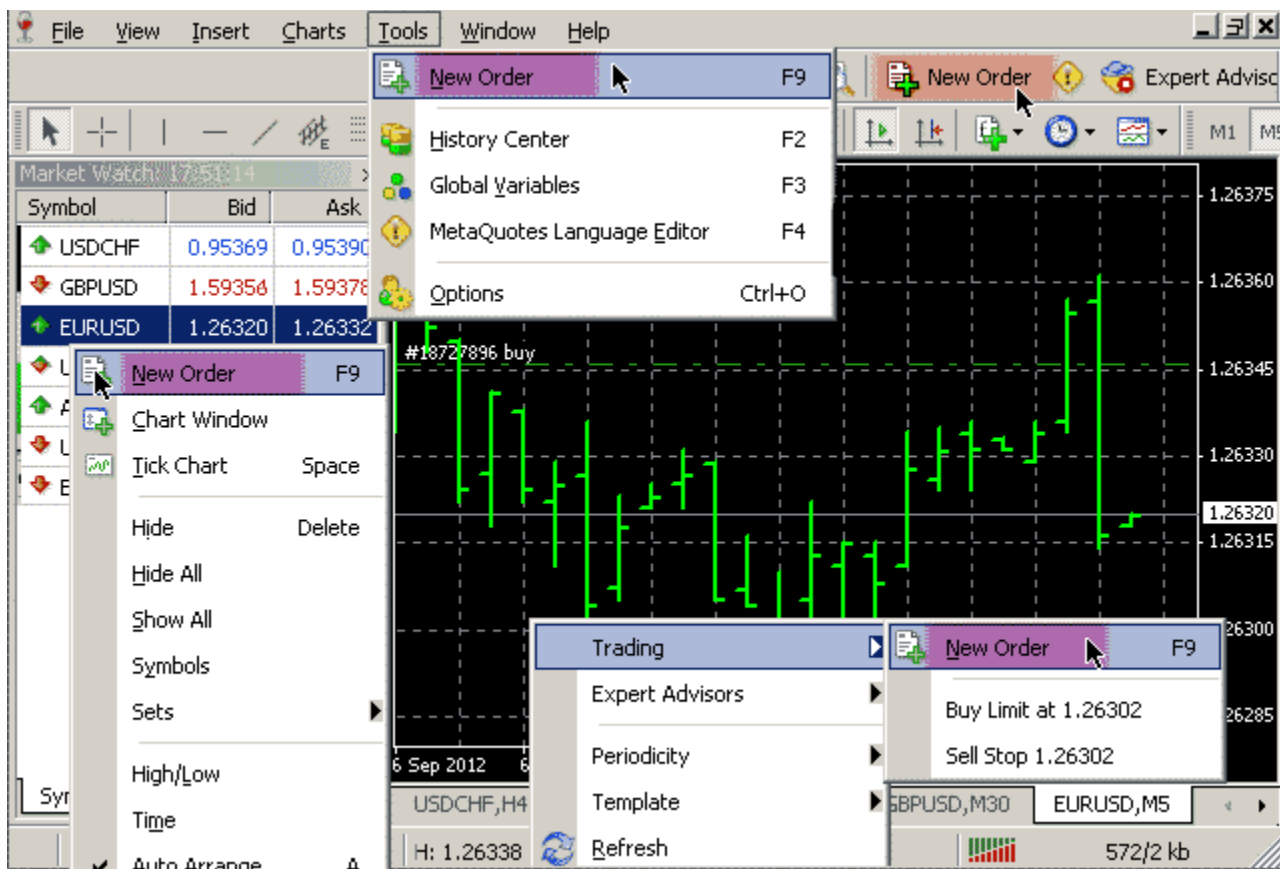 File View Insert Charts Tools Window Help
New Order F9
New Order
Expert Adviso
History Center F2
Global Variables F3
MetaQuotes Language Editor F4
Options Ctrl+O
M1 M5
Market Watch: 17:51:14
Symbol Bid Ask
USDCHF 0.95369 0.95390
GBPUSD 1.59356 1.59378
EURUSD 1.26320 1.26332
New Order F9
Chart Window
Tick Chart Space
Hide Delete
Hide All
Show All
Symbols
Sets
High/Low
Time
Auto Arrange A
#18727896 buy
1.26375
1.26360
1.26345
1.26330
1.26320
1.26315
26300
26285
Trading
Expert Advisors
Periodicity
Template
Refresh
New Order F9
Buy Limit at 1.26302
Sell Stop 1.26302
6 Sep 2012 6
USDCHF,H4 GBPUSD,M30 EURUSD,M5
H: 1.26338
572/2 kb